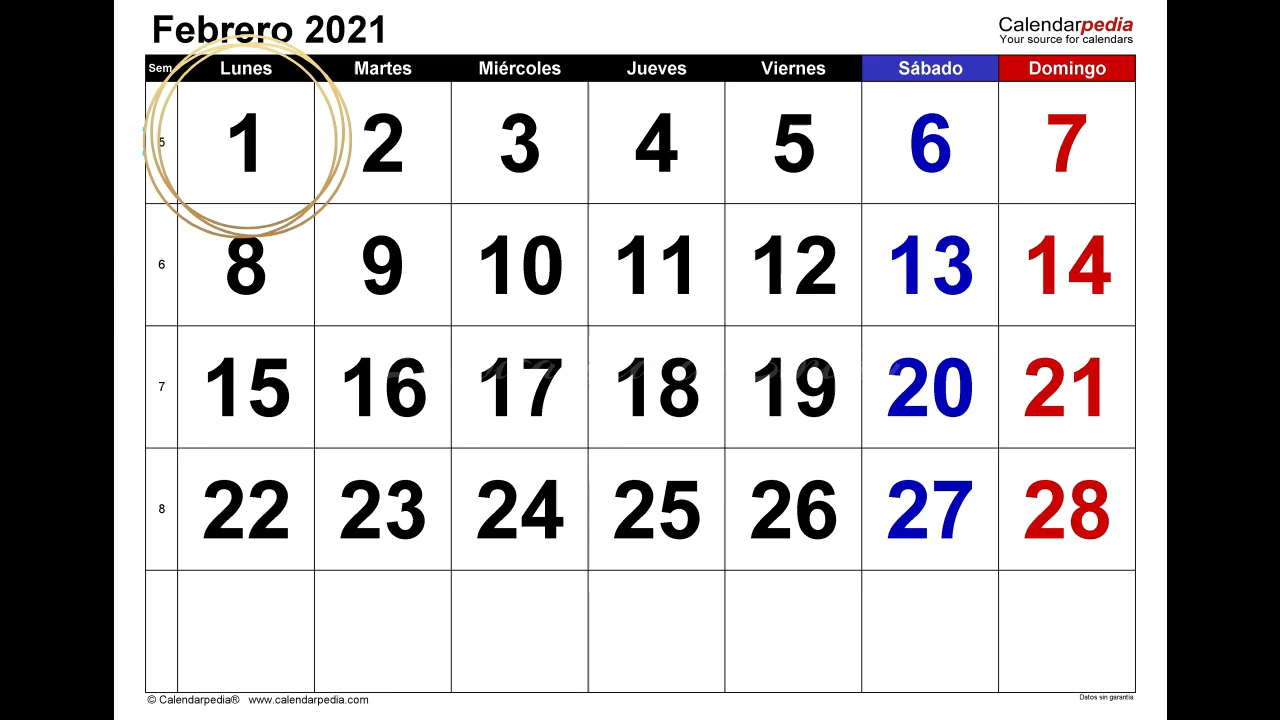 Febrero 2021
Calendarpedia
Your source for calendars
Sem Lunes Martes Miércoles Jueves Viernes Sábado Domingo
5 1 2 3 4 5 6 7
6 8 9 10 11 12 13 14
7 15 16 17 18 19 20 21
8 22 23 24 25 26 27 28
© Calendarpedia® www.calendarpedia.com
Datos sin garantía